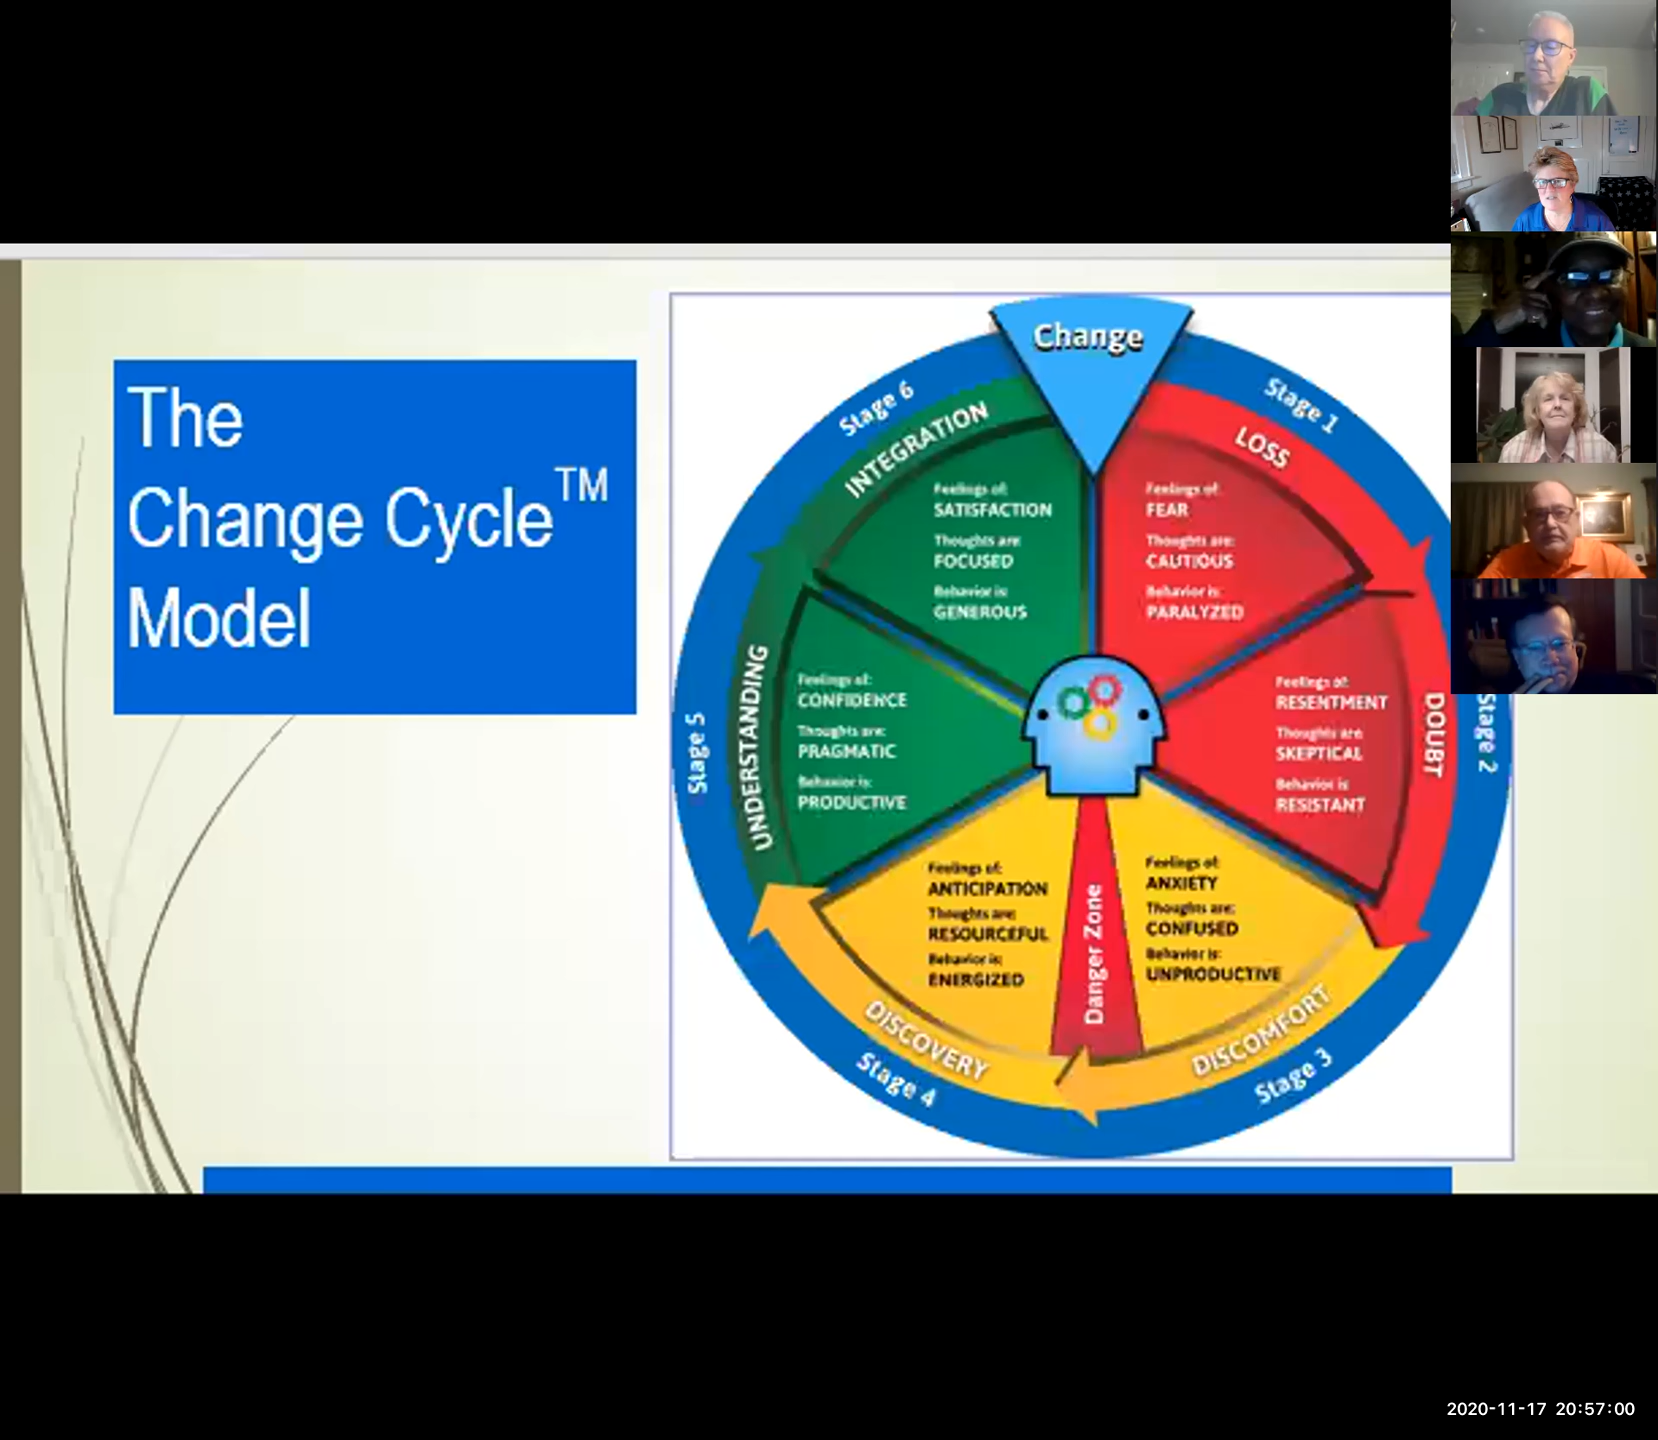 The
Change Cycle™
Model
Change
Stage 1
LOSS
Feelings of:
FEAR
Thoughts are:
CAUTIOUS
Behavior is:
PARALYZED
Stage 2
DOUBT
Feelings of:
RESENTMENT
Thoughts are:
SKEPTICAL
Behavior is
RESISTANT
Stage 3
DISCOMFORT
Feelings of:
ANXIETY
Thoughts are:
CONFUSED
Behavior is:
UNPRODUCTIVE
Danger Zone
Stage 4
DISCOVERY
Feelings of:
ANTICIPATION
Thoughts are:
RESOURCEFUL
Behavior is:
ENERGIZED
Stage 5
UNDERSTANDING
Feelings of:
CONFIDENCE
Thoughts are:
PRAGMATIC
Behavior is:
PRODUCTIVE
Stage 6
INTEGRATION
Feelings of:
SATISFACTION
Thoughts are:
FOCUSED
Behavior is:
GENEROUS
2020-11-17 20:57:00